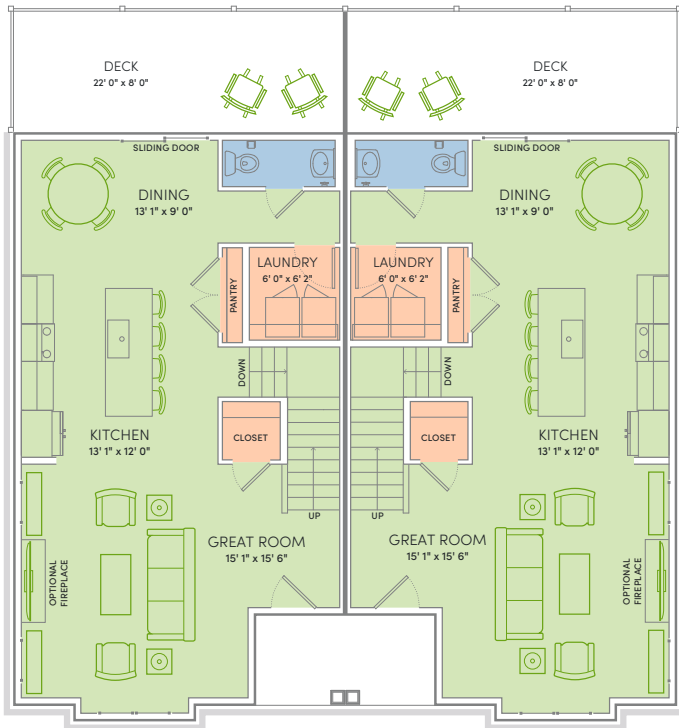 DECK
22' 0" x 8' 0"
DECK
22' 0" x 8' 0"
SLIDING DOOR
SLIDING DOOR
DINING
13' 1" x 9' 0"
DINING
13' 1" x 9' 0"
LAUNDRY
6' 0" x 6' 2"
LAUNDRY
6' 0" x 6' 2"
PANTRY
PANTRY
DOWN
DOWN
KITCHEN
13' 1" x 12' 0"
CLOSET
CLOSET
KITCHEN
13' 1" x 12' 0"
UP
UP
GREAT ROOM
15' 1" x 15' 6"
GREAT ROOM
15' 1" x 15' 6"
OPTIONAL
FIREPLACE
OPTIONAL
FIREPLACE